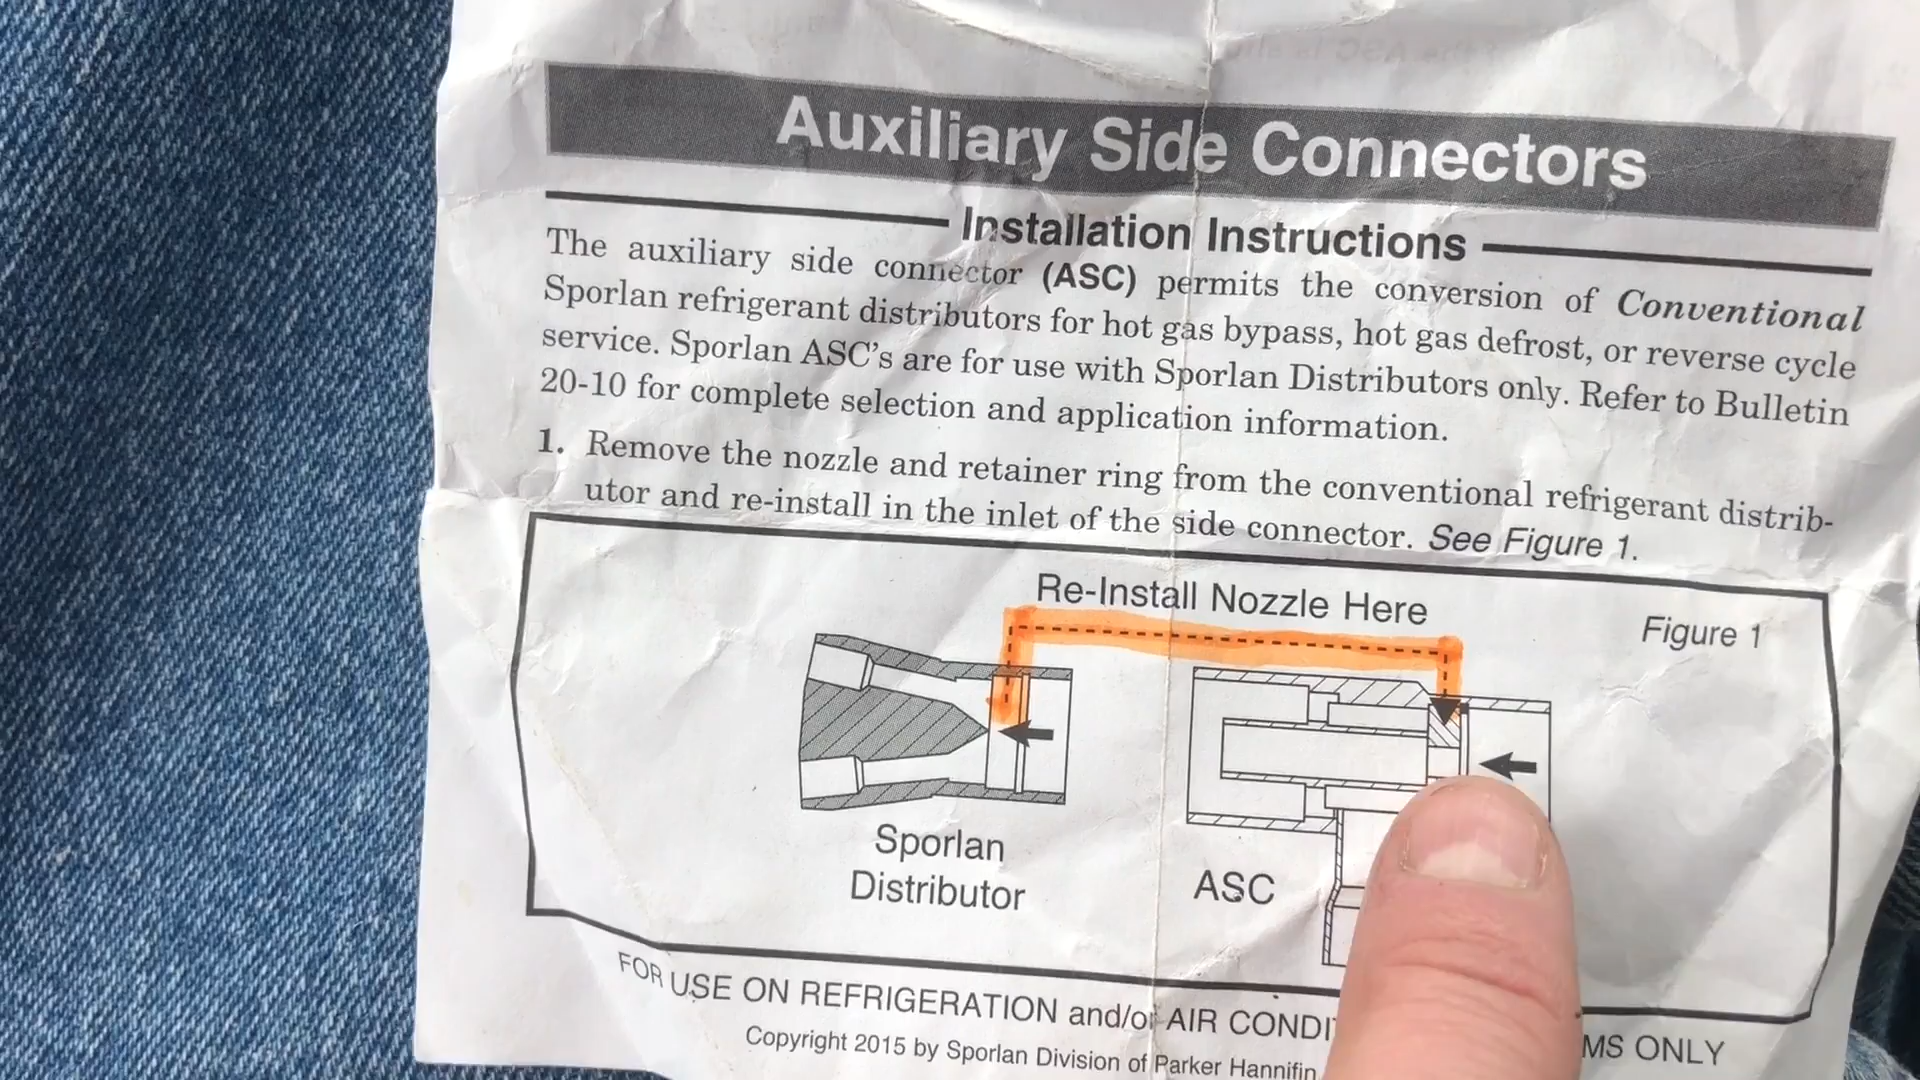 Auxiliary Side Connectors
Installation Instructions
The auxiliary side connector (ASC) permits the conversion of Conventional
Sporlan refrigerant distributors for hot gas bypass, hot gas defrost, or reverse cycle
service. Sporlan ASC's are for use with Sporlan Distributors only. Refer to Bulletin
20-10 for complete selection and application information.
1. Remove the nozzle and retainer ring from the conventional refrigerant distrib-
utor and re-install in the inlet of the side connector. See Figure 1.
Re-Install Nozzle Here
Figure 1
Sporlan
Distributor
ASC
FOR USE ON REFRIGERATION and/or AIR ONLY
Copyright 2015 by Sporlan Division of Parker Hannifin